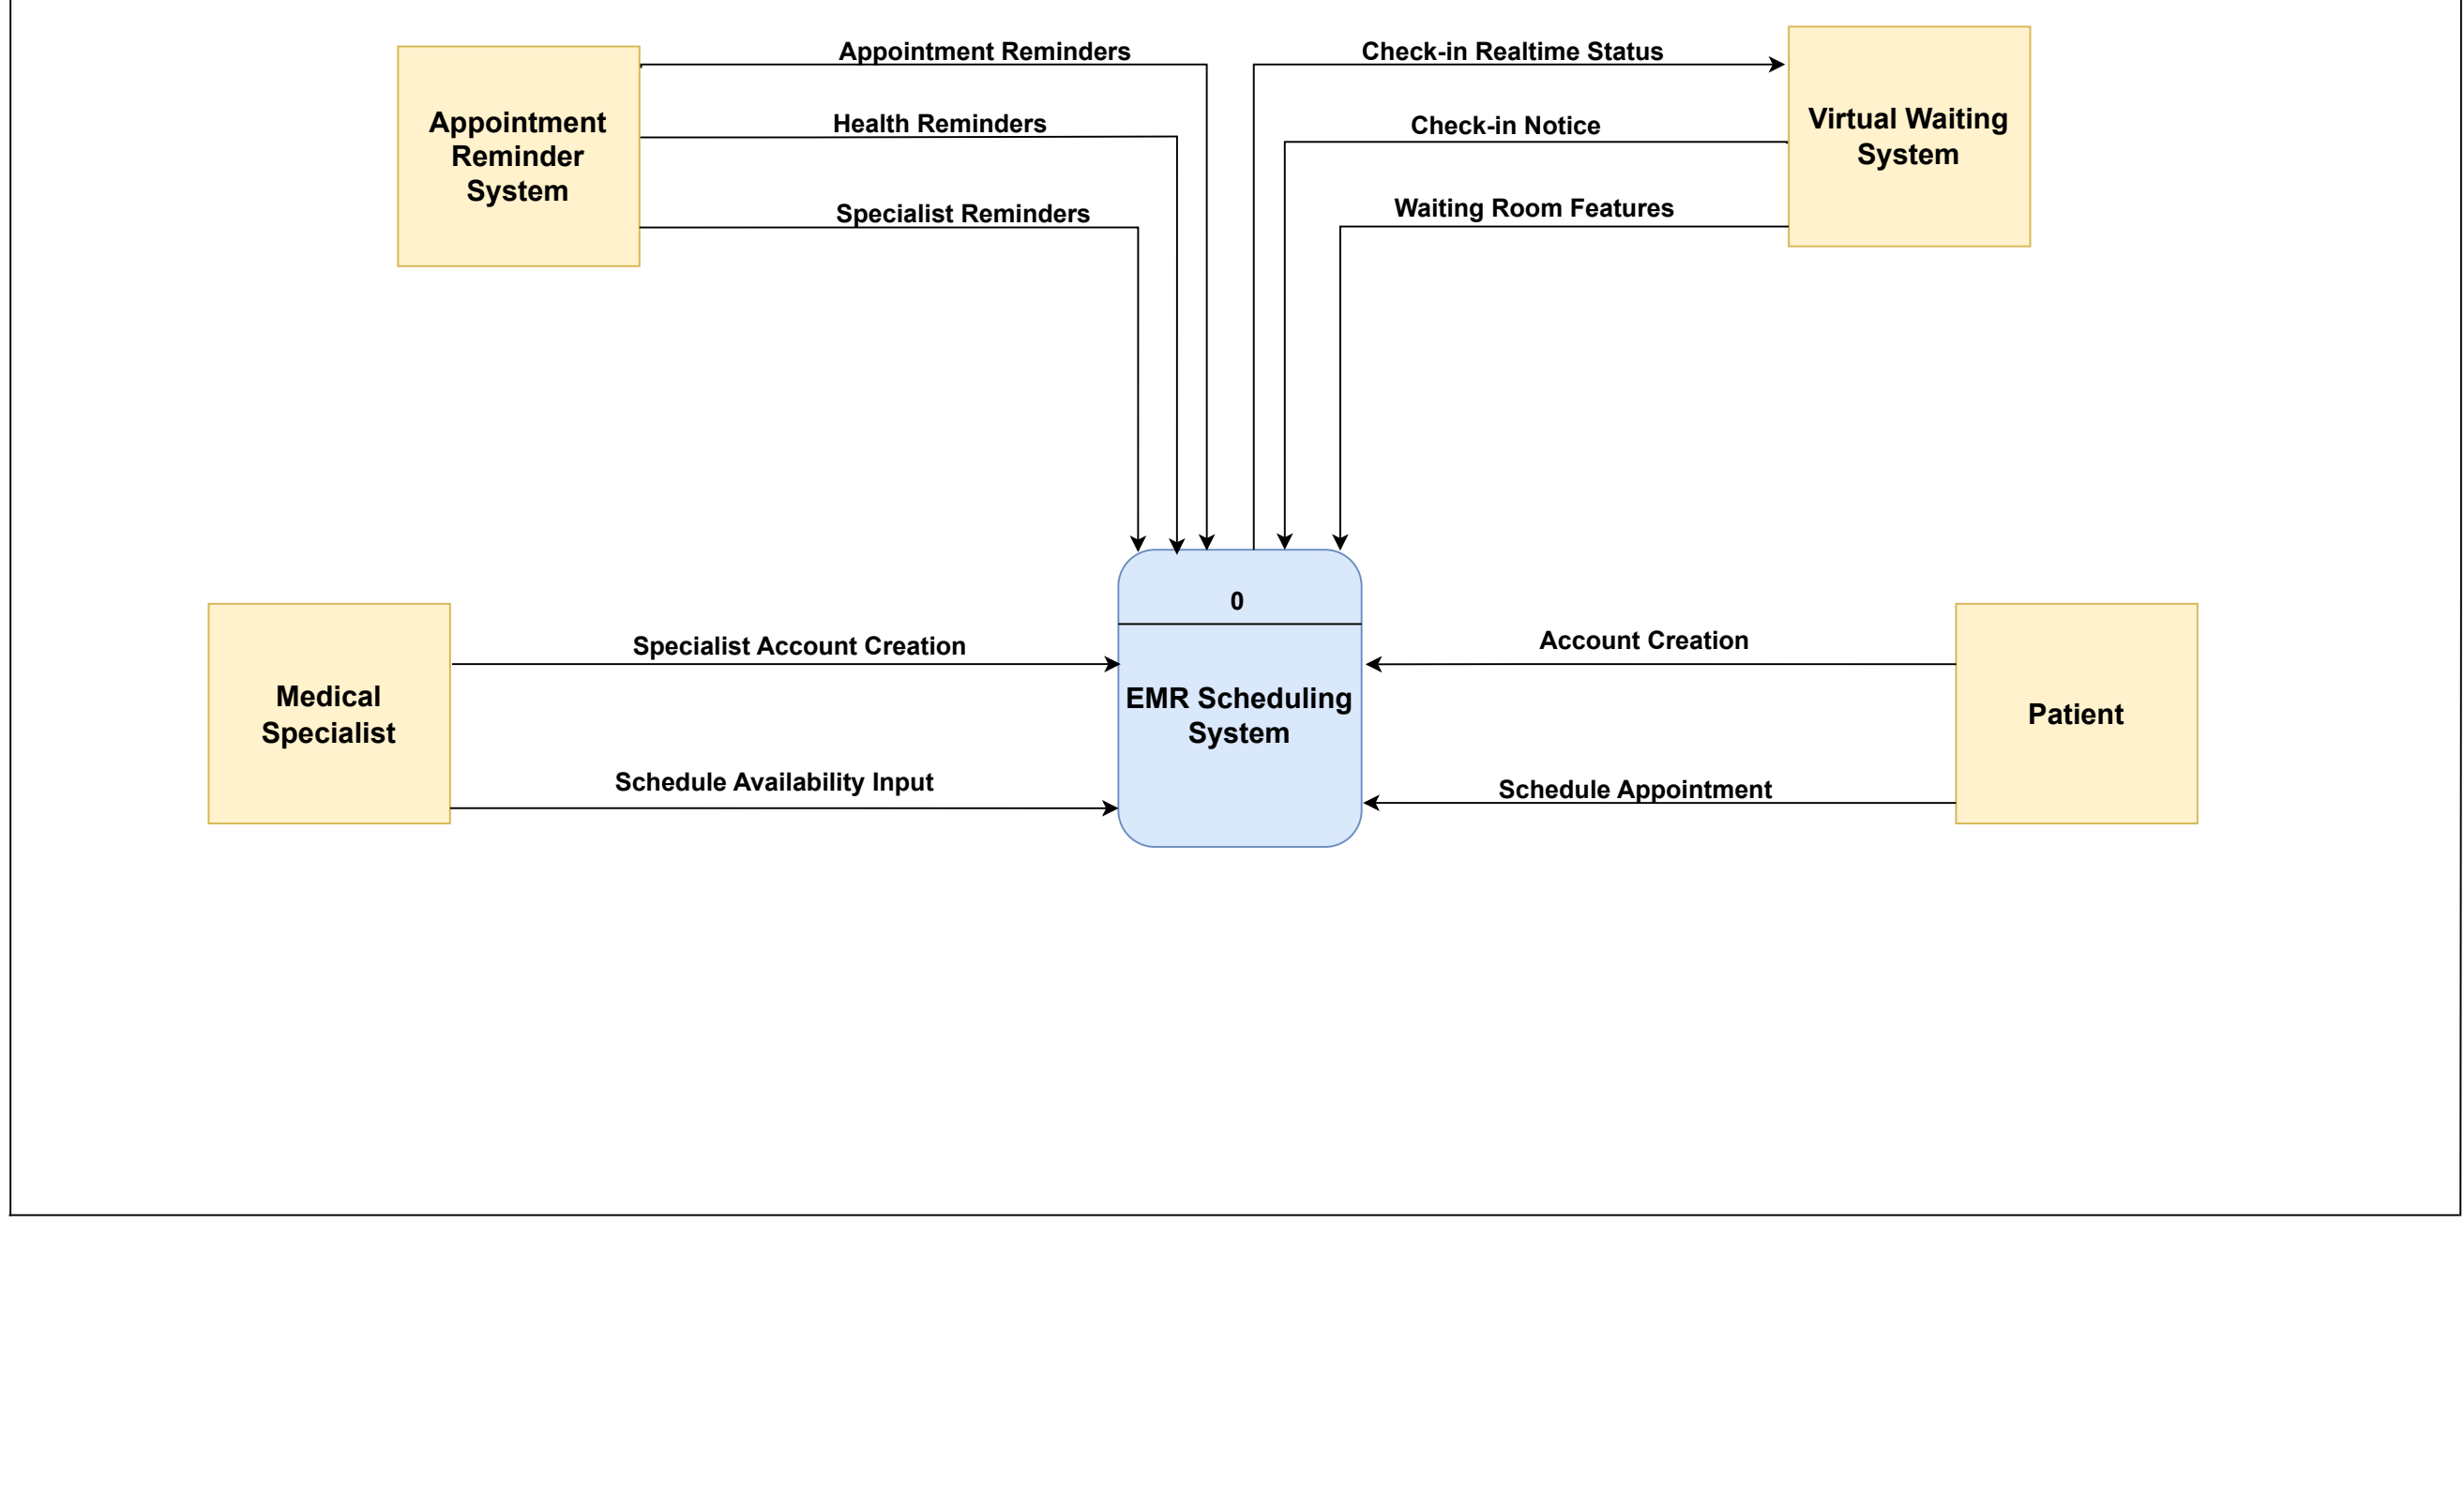 Appointment Reminders
Check-in Realtime Status
Appointment
Reminder
System
Health Reminders
Check-in Notice
Virtual Waiting
System
Specialist Reminders
Waiting Room Features
0
Medical
Specialist
Specialist Account Creation
EMR Scheduling
System
Account Creation
Patient
Schedule Availability Input
Schedule Appointment